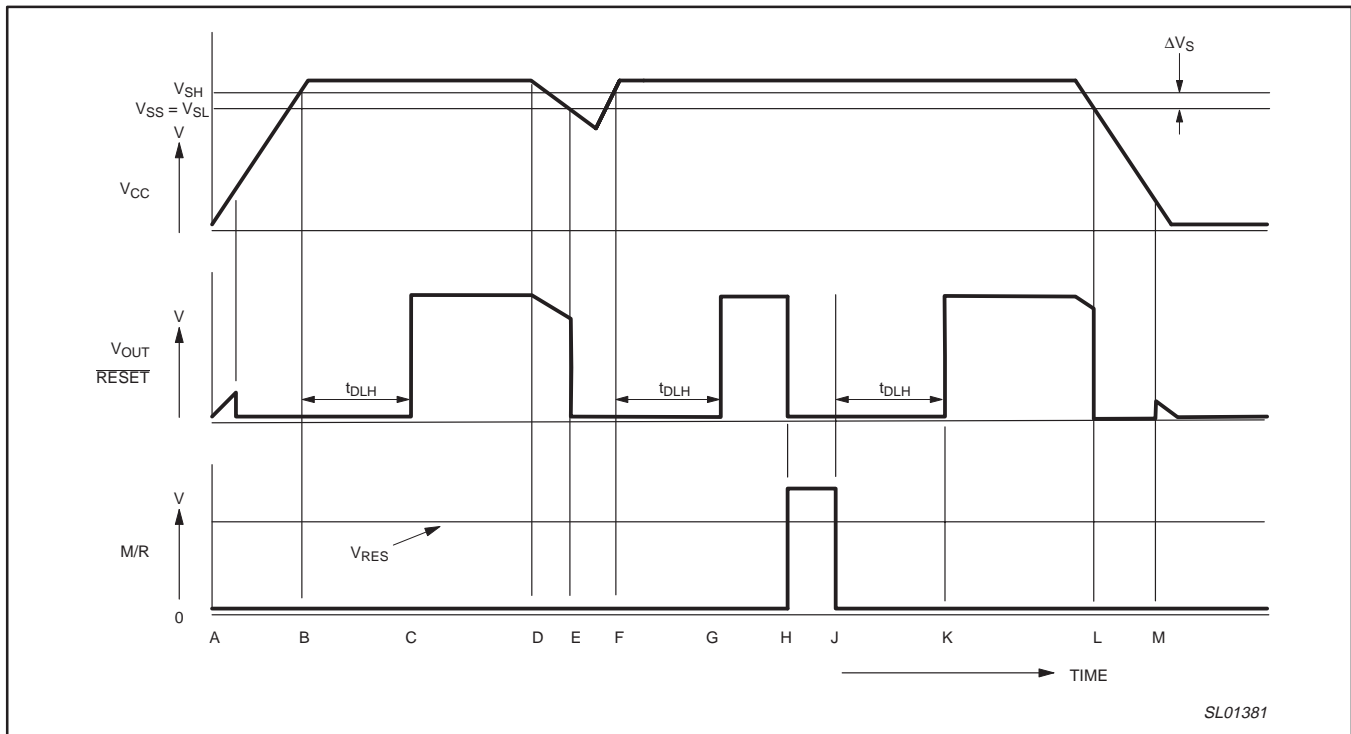 ΔVS
VSH
VSS = VSL
V
VCC
V
VOUT
RESET
tDLH
tDLH
tDLH
V
M/R
VRES
0
A B C D E F G H J K L M
TIME
SL01381